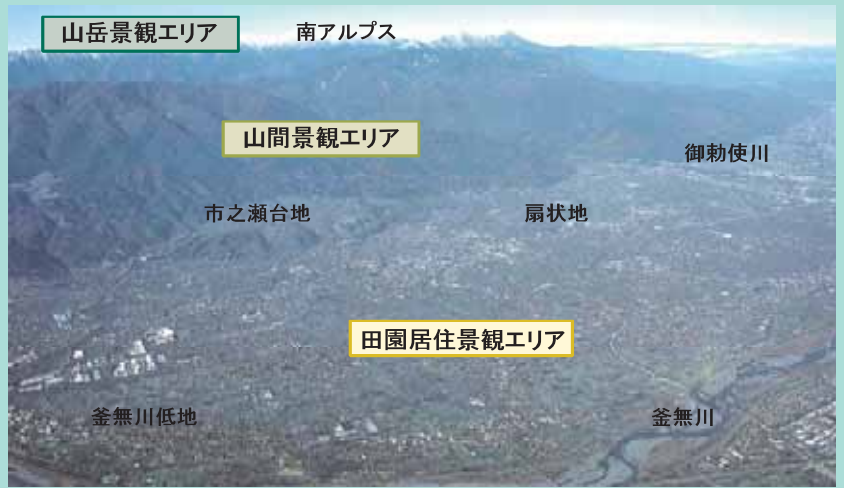 山岳景観エリア
南アルプス
山間景観エリア
御勅使川
市之瀬台地
扇状地
田園居住景観エリア
釜無川低地
釜無川